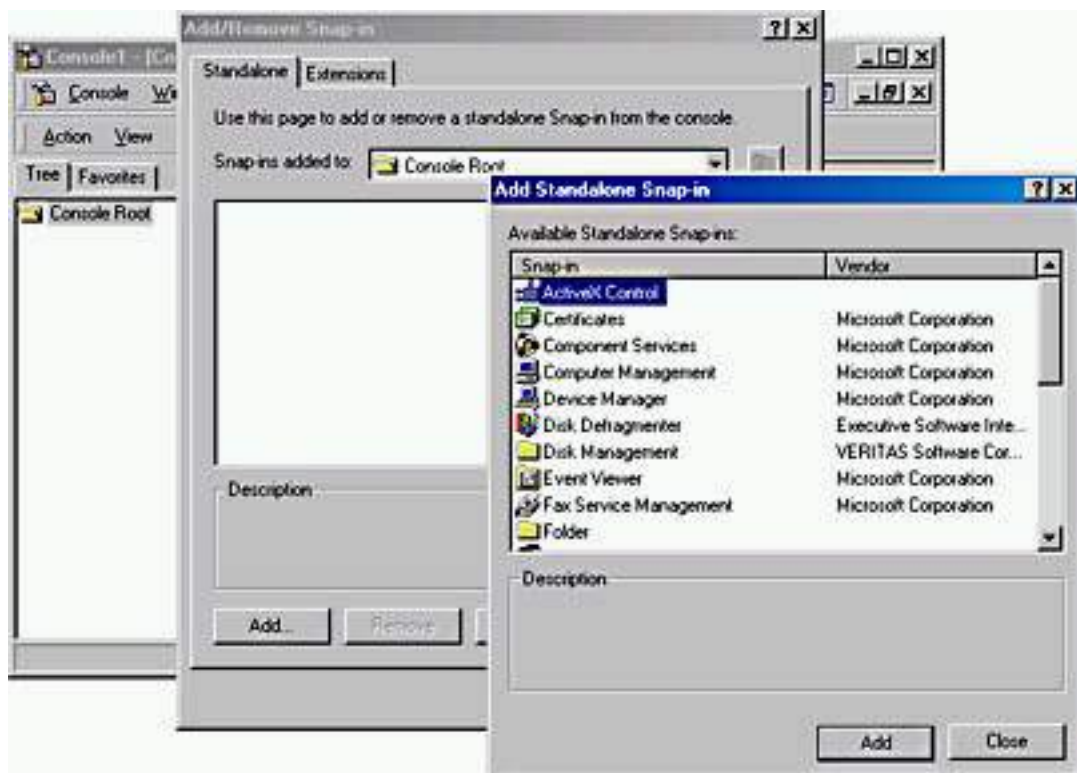 Add/Remove Snap-in
Console1 - [Co
Console Wi
Action View
Tree Favorites
Console Root
Standalone Extensions
Use this page to add or remove a standalone Snap-in from the console.
Snap-ins added to: Console Root
Description
Add... Remove
Add Standalone Snap-in
Available Standalone Snap-ins:
Snap-in Vendor
ActiveX Control
Certificates Microsoft Corporation
Component Services Microsoft Corporation
Computer Management Microsoft Corporation
Device Manager Microsoft Corporation
Disk Defragmenter Executive Software Inte...
Disk Management VERITAS Software Cor...
Event Viewer Microsoft Corporation
Fax Service Management Microsoft Corporation
Folder
Description
Add Close